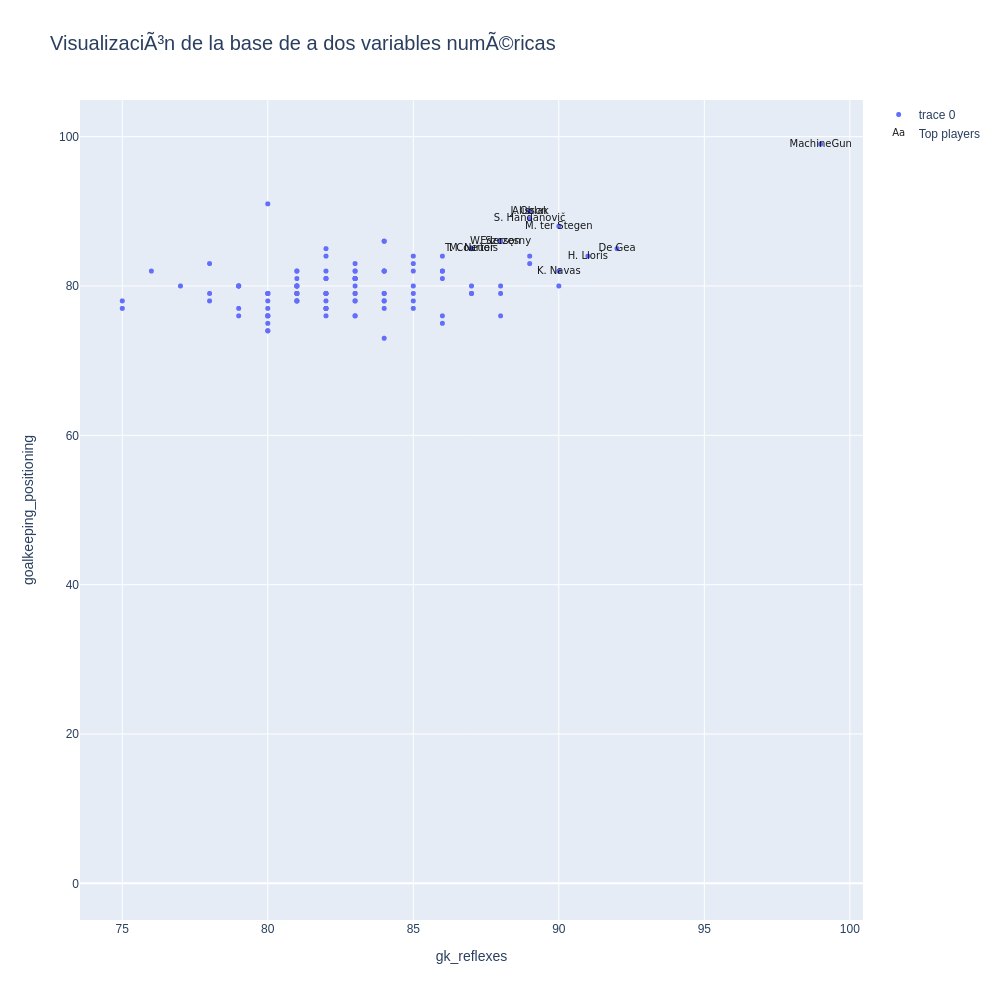 VisualizaciÃ³n de la base de a dos variables numÃ©ricas
trace 0
Aa Top players
MachineGun
S. Handanovič
M. ter Stegen
De Gea
H. Lloris
K. Navas
100
80
60
40
20
0
goalkeeping_positioning
75 80 85 90 95 100
gk_reflexes